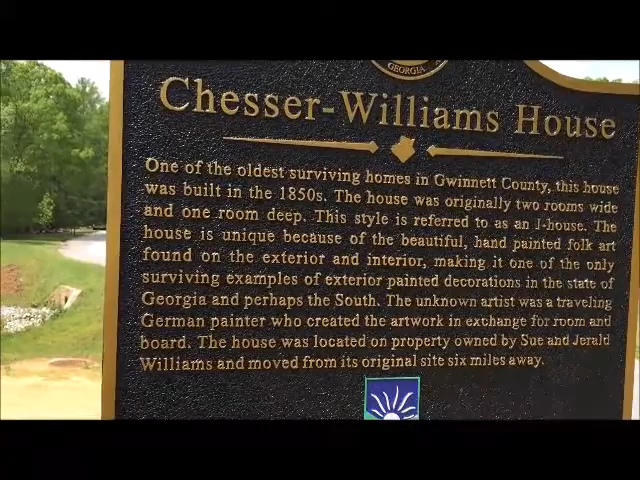 GEORGIA
Chesser-Williams House
One of the oldest surviving homes in Gwinnett County, this house
was built in the 1850s. The house was originally two rooms wide
and one room deep. This style is referred to as an I-house. The
house is unique because of the beautiful, hand painted folk art
found on the exterior and interior, making it one of the only
surviving examples of exterior painted decorations in the state of
Georgia and perhaps the South. The unknown artist was a traveling
German painter who created the artwork in exchange for room and
board. The house was located on property owned by Sue and Jerald
Williams and moved from its original site six miles away.